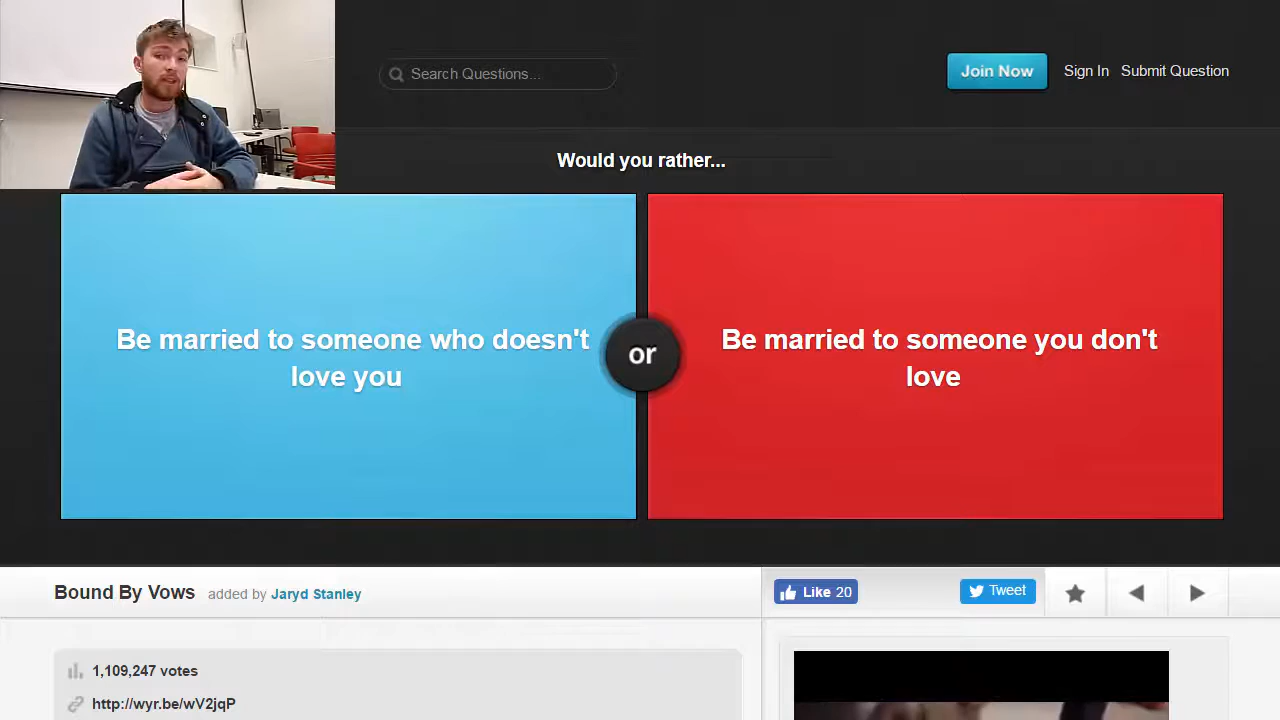 Search Questions...
Join Now
Sign In
Submit Question
Would you rather...
Be married to someone who doesn't
love you
or
Be married to someone you don't
love
Bound By Vows added by Jaryd Stanley
Like 20
Tweet
1,109,247 votes
http://wyr.be/wV2jqP